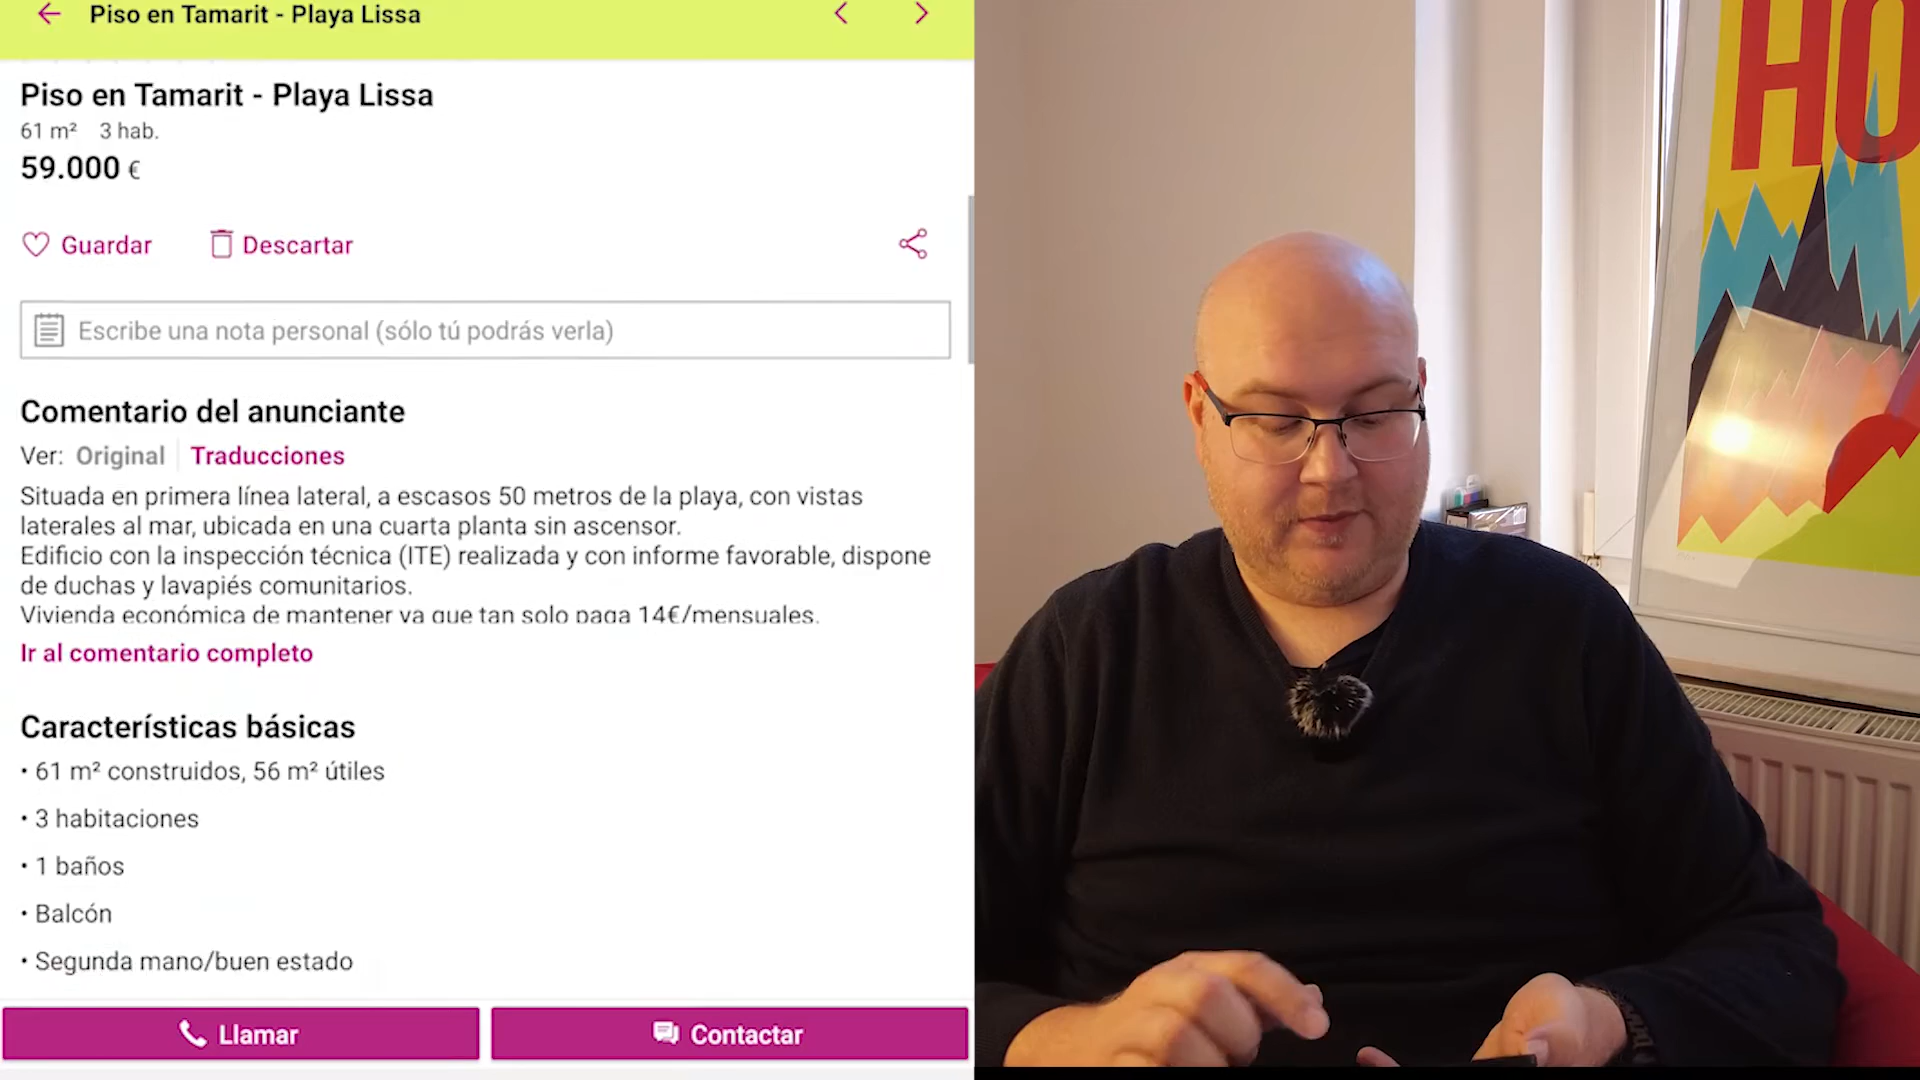 Piso en Tamarit - Playa Lissa
Piso en Tamarit - Playa Lissa
61 m² 3 hab.
59.000 €
Guardar Descartar
Escribe una nota personal (sólo tú podrás verla)
Comentario del anunciante
Ver: Original Traducciones
Situada en primera línea lateral, a escasos 50 metros de la playa, con vistas
laterales al mar, ubicada en una cuarta planta sin ascensor.
Edificio con la inspección técnica (ITE) realizada y con informe favorable, dispone
de duchas y lavapiés comunitarios.
Vivienda económica de mantener ya que tan solo paga 14€/mensuales.
Ir al comentario completo
Características básicas
• 61 m² construidos, 56 m² útiles
• 3 habitaciones
• 1 baños
• Balcón
• Segunda mano/buen estado
Llamar Contactar
HO